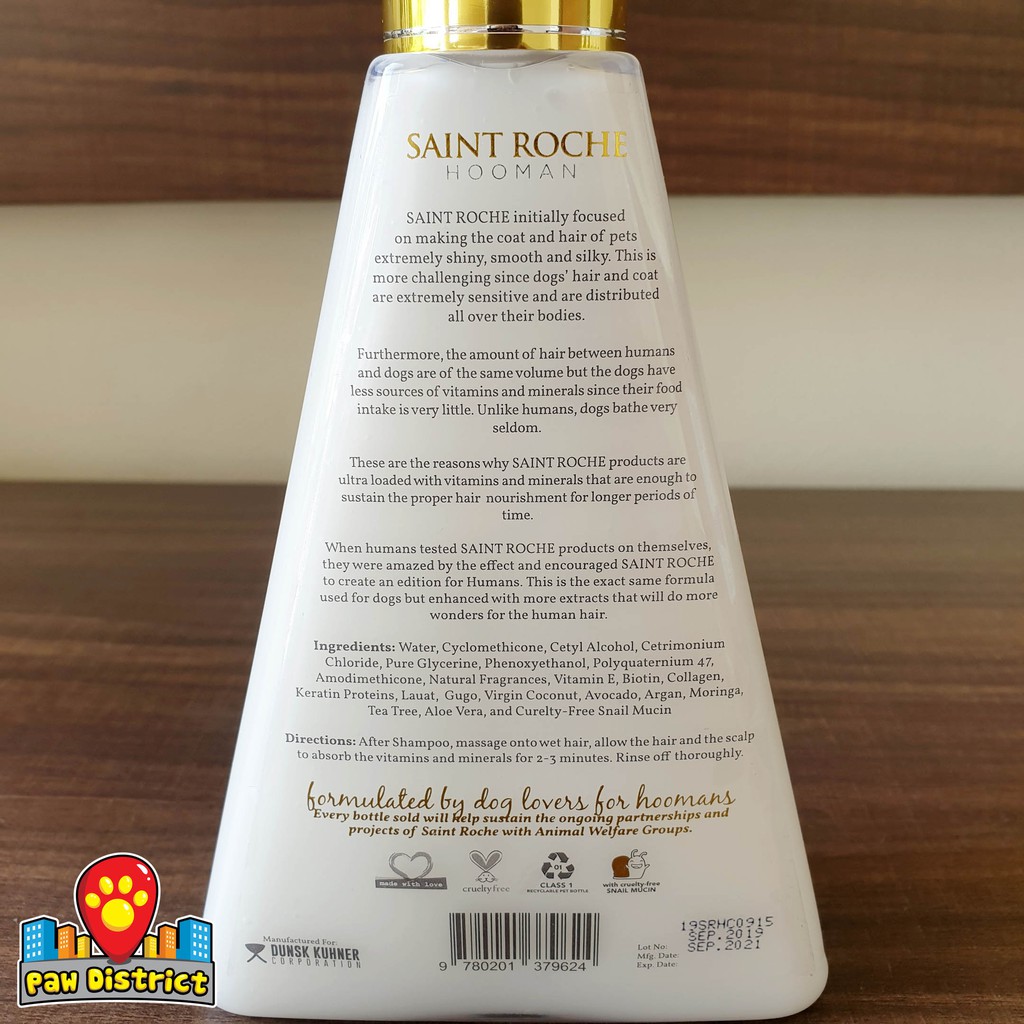 SAINT ROCHE
HOOMAN
SAINT ROCHE initially focused
on making the coat and hair of pets
extremely shiny, smooth and silky. This is
more challenging since dogs' hair and coat
are extremely sensitive and are distributed
all over their bodies.
Furthermore, the amount of hair between humans
and dogs are of the same volume but the dogs have
less sources of vitamins and minerals since their food
intake is very little. Unlike humans, dogs bathe very
seldom.
These are the reasons why SAINT ROCHE products are
ultra loaded with vitamins and minerals that are enough to
sustain the proper hair nourishment for longer periods of
time.
When humans tested SAINT ROCHE products on themselves,
they were amazed by the effect and encouraged SAINT ROCHE
to create an edition for Humans. This is the exact same formula
used for dogs but enhanced with more extracts that will do more
wonders for the human hair.
Ingredients: Water, Cyclomethicone, Cetyl Alcohol, Cetrimonium
Chloride, Pure Glycerine, Phenoxyethanol, Polyquaternium 47,
Amodimethicone, Natural Fragrances, Vitamin E, Biotin, Collagen,
Keratin Proteins, Lauat, Gugo, Virgin Coconut, Avocado, Argan, Moringa,
Tea Tree, Aloe Vera, and Curelty-Free Snail Mucin
Directions: After Shampoo, massage onto wet hair, allow the hair and the scalp
to absorb the vitamins and minerals for 2-3 minutes. Rinse off thoroughly.
formulated by dog lovers for hoomans
Every bottle sold will help sustain the ongoing partnerships and
projects of Saint Roche with Animal Welfare Groups.
made with love
crueltyfree
01
CLASS 1
RECYCLABLE PET BOTTLE
with cruelty-free
SNAIL MUCIN
Manufactured For:
DUNSK KUHNER
CORPORATION
9 780201 379624
Lot No: 19SRHC0915
Mfg. Date: SEP.2019
Exp. Date: SEP.2021
Paw District